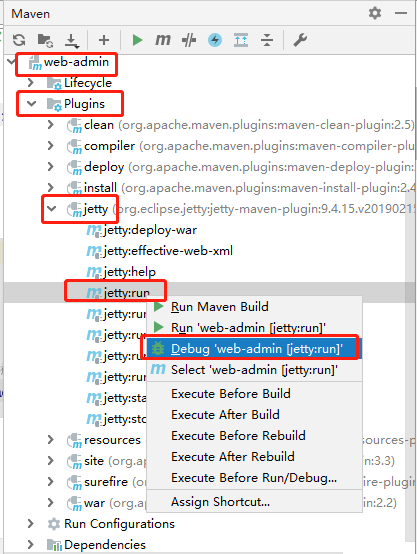 Maven
web-admin
Lifecycle
Plugins
clean (org.apache.maven.plugins:maven-clean-plugin:2.5)
compiler (org.apache.maven.plugins:maven-compiler-plu
deploy (org.apache.maven.plugins:maven-deploy-plugin:
install (org.apache.maven.plugins:maven-install-plugin:2.4
jetty (org.eclipse.jetty:jetty-maven-plugin:9.4.15.v20190215
jetty:deploy-war
jetty:effective-web-xml
jetty:help
jetty:run
jetty:ru
Run Maven Build
jetty:ru
Run 'web-admin [jetty:run]'
jetty:ru
Debug 'web-admin [jetty:run]'
jetty:ru
Select 'web-admin [jetty:run]'
jetty:sta
Execute Before Build
jetty:sto
Execute After Build
resources
Execute Before Rebuild
sources-p
site (org.a
Execute After Rebuild
:3.3)
surefire (
Execute Before Run/Debug...
fire-plugin:
war (org.a
Assign Shortcut...
2.2)
Run Configurations
Dependencies